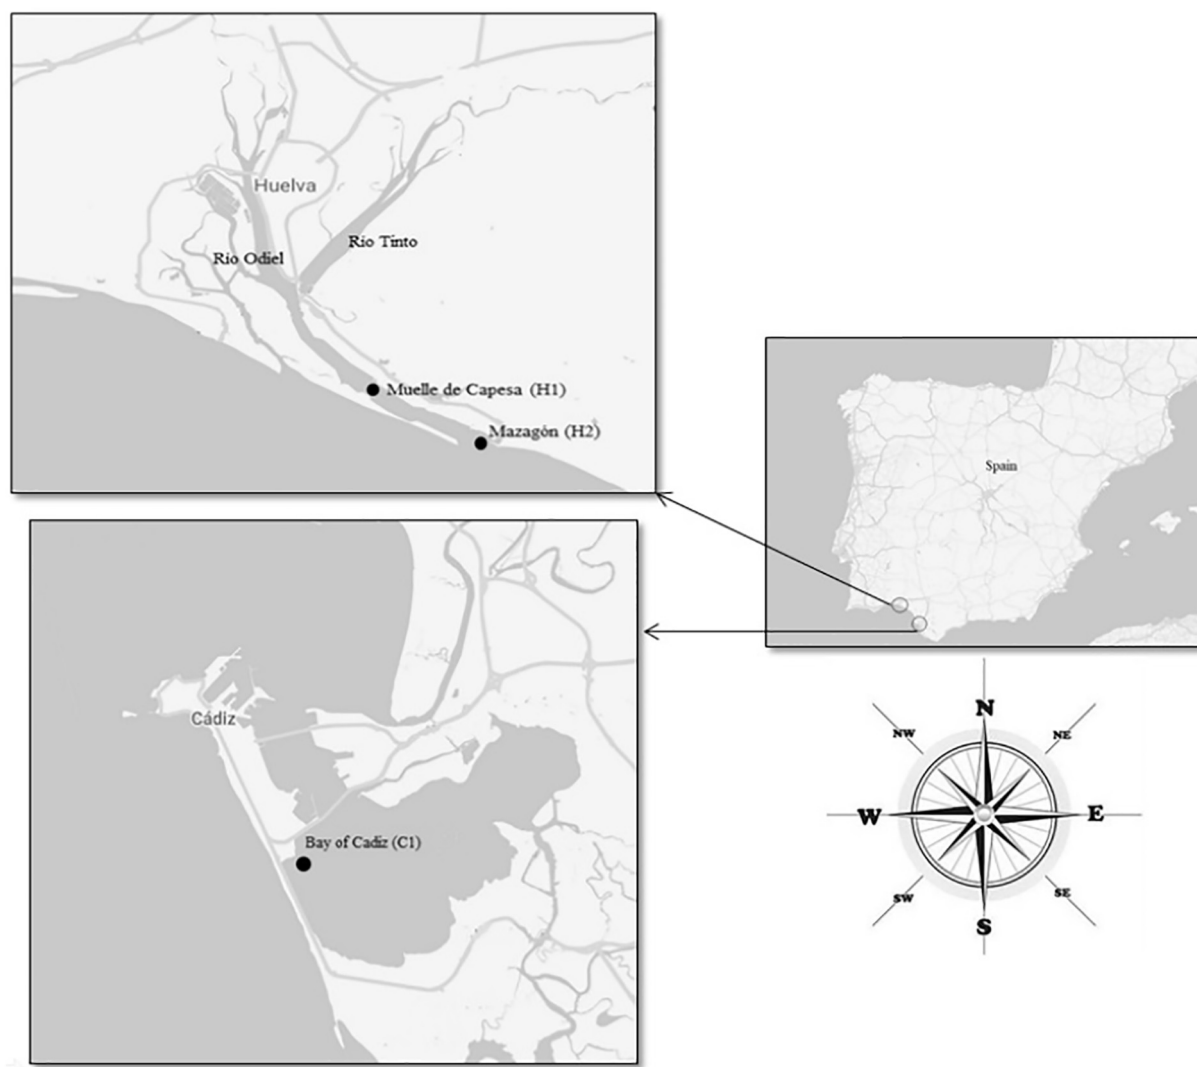 Huelva
Río Tinto
Río Odiel
Muelle de Capesa (H1)
Mazagón (H2)
Spain
Cádiz
Bay of Cadiz (C1)
N
NW
NE
W
E
SW
SE
S